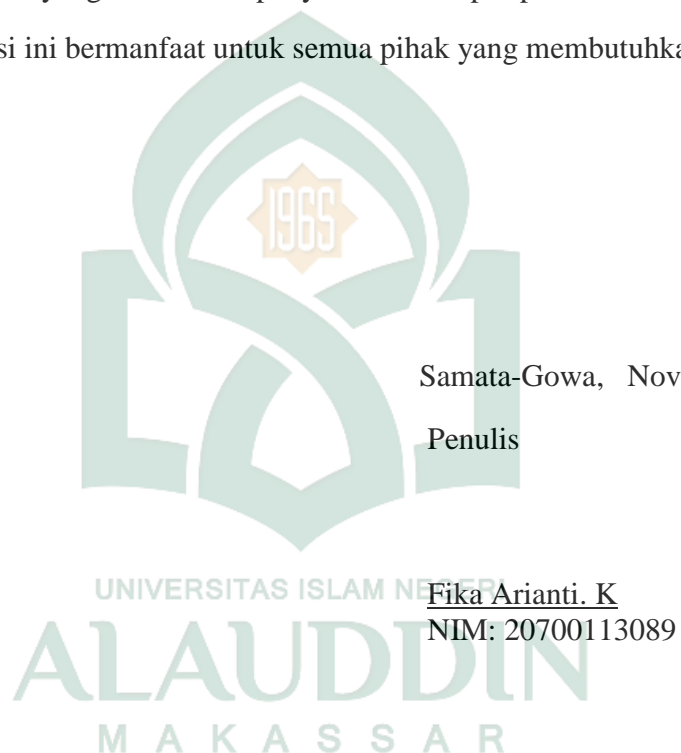 si ini bermanfaat untuk semua pihak yang
1965
Samata-Gowa, Nov
Penulis
UNIVERSITAS ISLAM NEGERI
Fika Arianti. K
NIM: 20700113089
ALAUDDIN
MAKASSAR